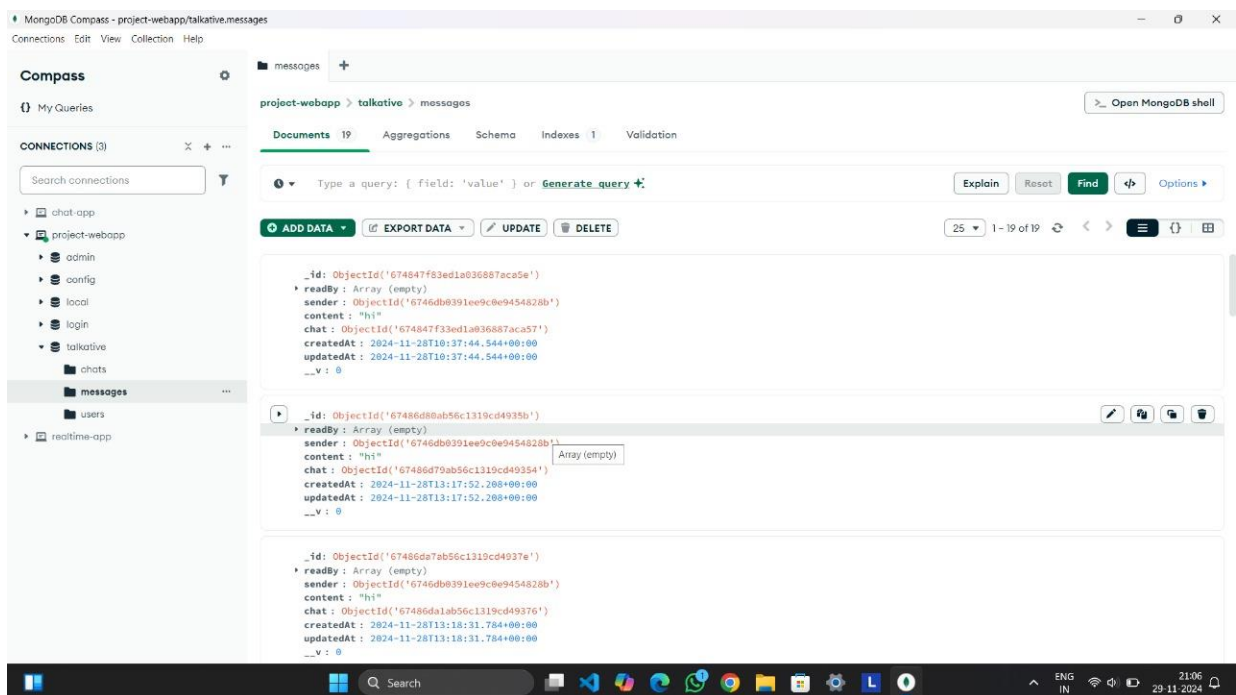 MongoDB Compass - project-webapp/talkative.messages
Connections Edit View Collection Help
Compass
{} My Queries
CONNECTIONS (3)
Search connections
chat-app
project-webapp
admin
config
local
login
talkative
chats
messages
users
realtime-app
messages
project-webapp > talkative > messages
>_ Open MongoDB shell
Documents 19 Aggregations Schema Indexes 1 Validation
Type a query: { field: 'value' } or Generate query
Explain Reset Find </> Options
ADD DATA EXPORT DATA UPDATE DELETE
25 1 - 19 of 19 {}
_id: ObjectId('674847f83ed1a036887aca5e')
readBy : Array (empty)
sender : ObjectId('6746db0391ee9c0e9454828b')
content : "hi"
chat : ObjectId('674847f33ed1a036887aca57')
createdAt : 2024-11-28T10:37:44.544+00:00
updatedAt : 2024-11-28T10:37:44.544+00:00
__v : 0
_id: ObjectId('67486d80ab56c1319cd4935b')
readBy : Array (empty)
sender : ObjectId('6746db0391ee9c0e9454828b')
Array (empty)
content : "hi"
chat : ObjectId('67486d79ab56c1319cd49354')
createdAt : 2024-11-28T13:17:52.208+00:00
updatedAt : 2024-11-28T13:17:52.208+00:00
__v : 0
_id: ObjectId('67486da7ab56c1319cd4937e')
readBy : Array (empty)
sender : ObjectId('6746db0391ee9c0e9454828b')
content : "hi"
chat : ObjectId('67486da1ab56c1319cd49376')
createdAt : 2024-11-28T13:18:31.784+00:00
updatedAt : 2024-11-28T13:18:31.784+00:00
__v : 0
Search
L
ENG
IN
21:06
29-11-2024